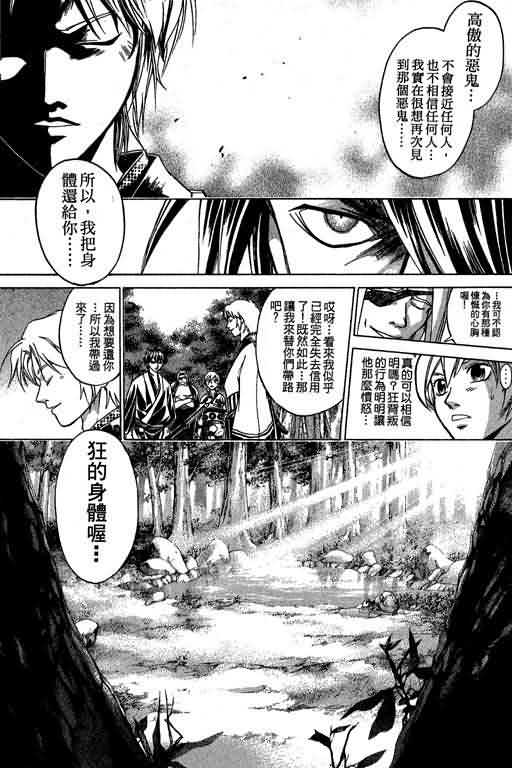 高傲的惡鬼…
不會接近任何人，
也不相信任何人…
我實在很想再次見
到那個惡鬼……
所以，我把身
體還給你……
…我可不認
為你有那種
慷慨的心胸
喔！
真的可以相信
明嗎？狂背叛
的行為明明讓
他那麼憤怒…
…
哎呀…看來我似乎
已經完全失去信用
了！既然如此…那
讓我來替你們帶路
吧？
因為想要還你
…所以我帶過
來了…
狂的身體喔…